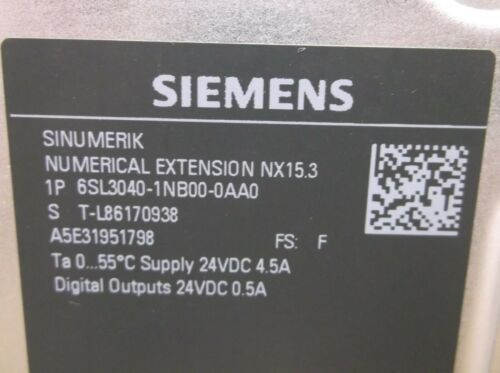 SIEMENS
SINUMERIK
NUMERICAL EXTENSION NX15.3
1P 6SL3040-1NB00-0AA0
S T-L86170938
A5E31951798 FS: F
Ta 0...55°C Supply 24VDC 4.5A
Digital Outputs 24VDC 0.5A